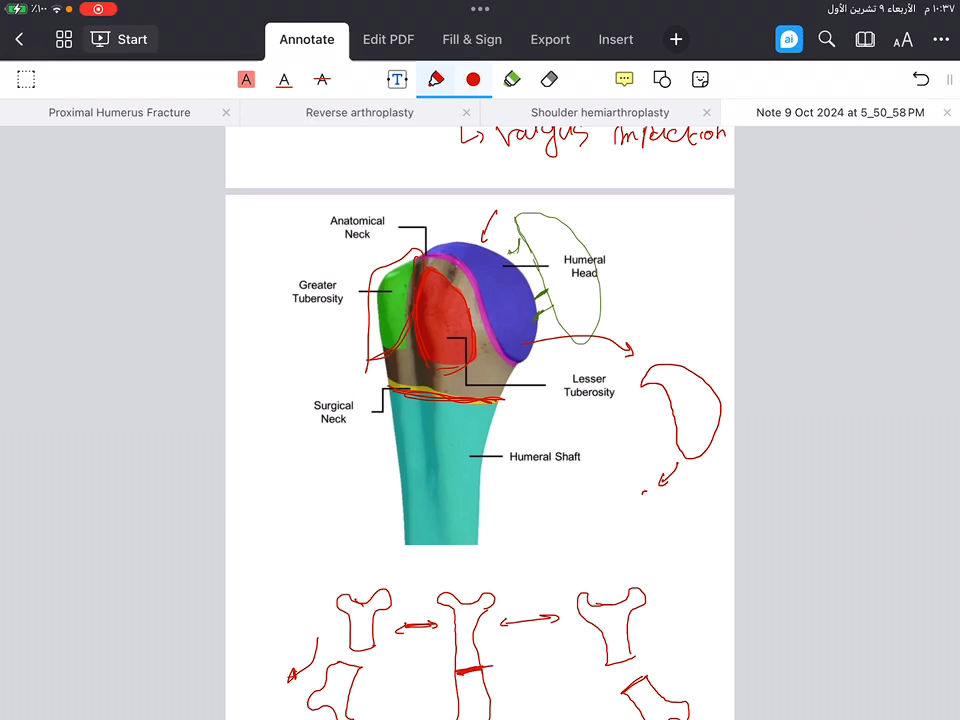 ٪١٠٠
١٠:٣٧ م الأربعاء ٩ تشرين الأول
Start
Annotate
Edit PDF
Fill & Sign
Export
Insert
ai
AA
A
A
A
T
Proximal Humerus Fracture
Reverse arthroplasty
Shoulder hemiarthroplasty
Note 9 Oct 2024 at 5_50_58 PM
↳ Valgus impaction
Anatomical
Neck
Humeral
Head
Greater
Tuberosity
Lesser
Tuberosity
Surgical
Neck
Humeral Shaft